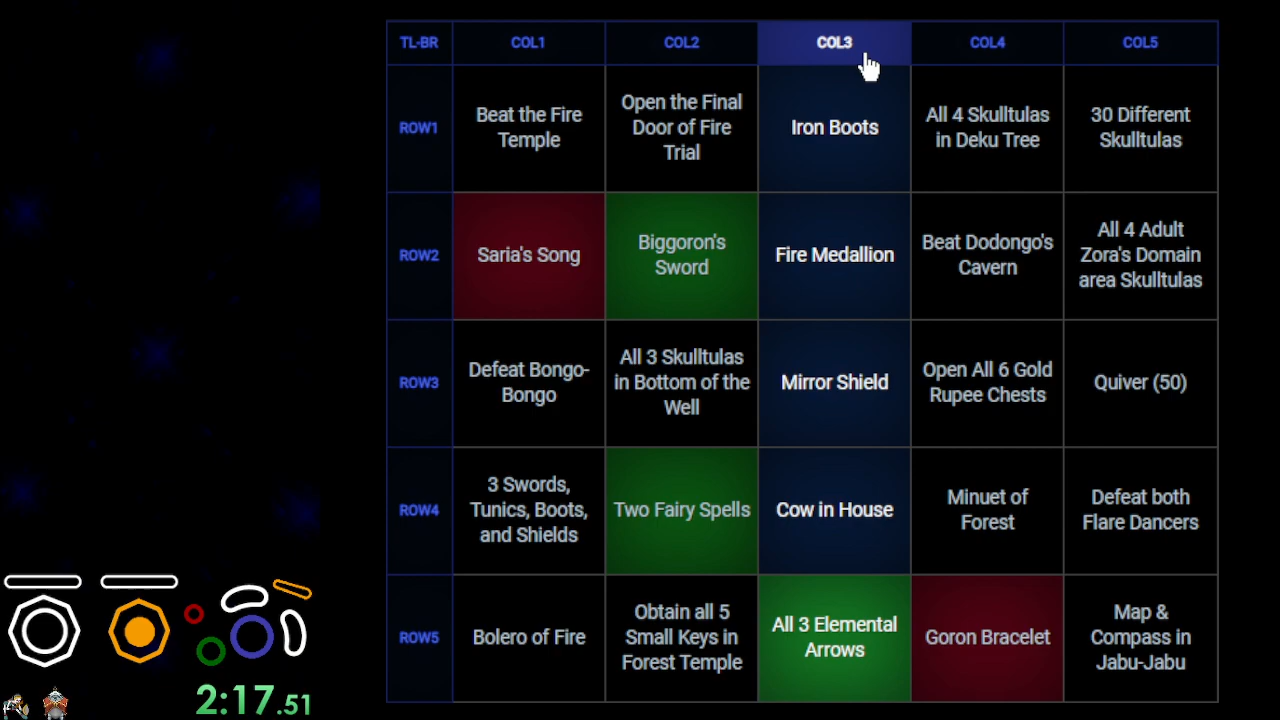 TL-BR COL1 COL2 COL3 COL4 COL5
ROW1
Beat the Fire
Temple
Open the Final
Door of Fire
Trial
Iron Boots
All 4 Skulltulas
in Deku Tree
30 Different
Skulltulas
ROW2
Saria's Song
Biggoron's
Sword
Fire Medallion
Beat Dodongo's
Cavern
All 4 Adult
Zora's Domain
area Skulltulas
ROW3
Defeat Bongo-
Bongo
All 3 Skulltulas
in Bottom of the
Well
Mirror Shield
Open All 6 Gold
Rupee Chests
Quiver (50)
ROW4
3 Swords,
Tunics, Boots,
and Shields
Two Fairy Spells
Cow in House
Minuet of
Forest
Defeat both
Flare Dancers
ROW5
Bolero of Fire
Obtain all 5
Small Keys in
Forest Temple
All 3 Elemental
Arrows
Goron Bracelet
Map &
Compass in
Jabu-Jabu
2:17.51